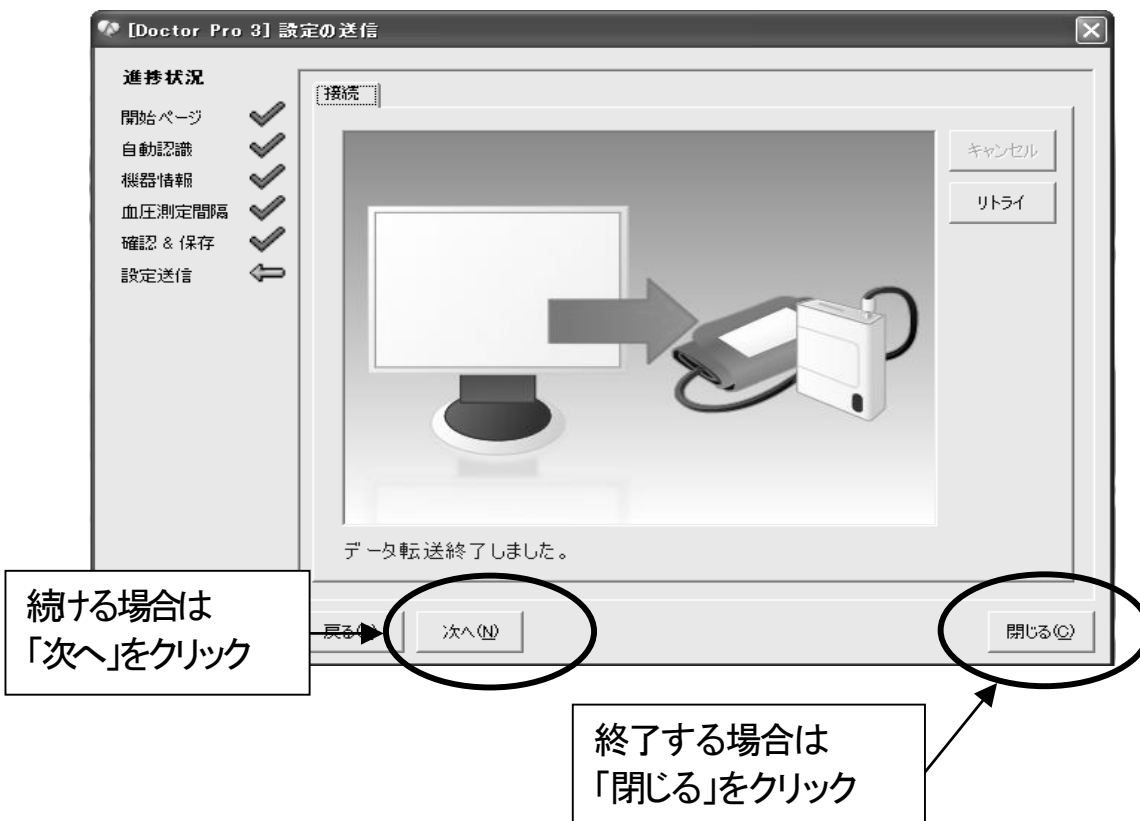 [Doctor Pro 3] 設定の送信
進捗状況
開始ページ
自動認識
機器情報
血圧測定間隔
確認 & 保存
設定送信
接続
キャンセル
リトライ
データ転送終了しました。
続ける場合は
「次へ」をクリック
戻る
次へ(N)
閉じる(C)
終了する場合は
「閉じる」をクリック